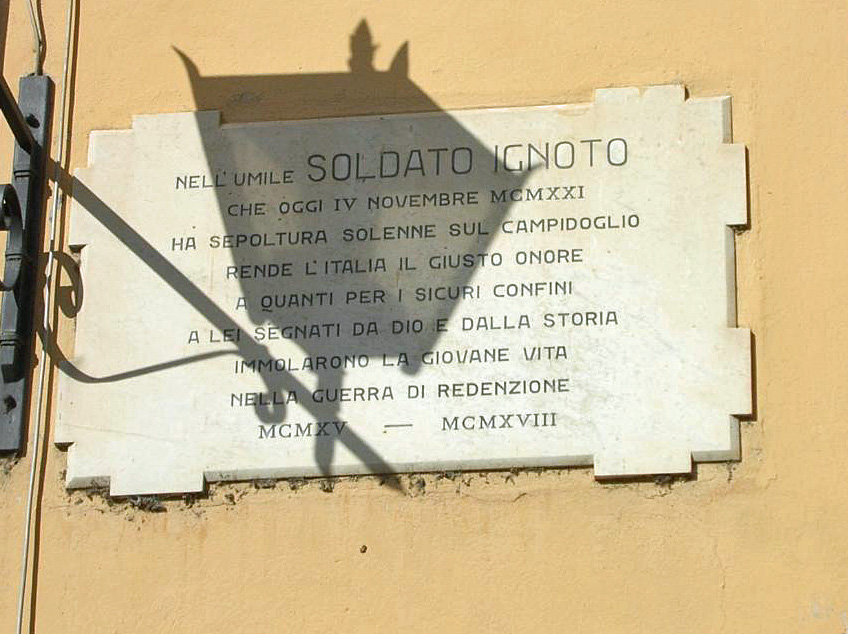 NELL'UMILE SOLDATO IGNOTO
CHE OGGI IV NOVEMBRE MCMXXI
HA SEPOLTURA SOLENNE SUL CAMPIDOGLIO
RENDE L'ITALIA IL GIUSTO ONORE
A QUANTI PER I SICURI CONFINI
A LEI SEGNATI DA DIO E DALLA STORIA
IMMOLARONO LA GIOVANE VITA
NELLA GUERRA DI REDENZIONE
MCMXV — MCMXVIII